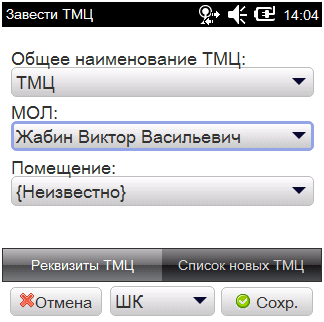 Завести ТМЦ 14:04
Общее наименование ТМЦ:
ТМЦ
МОЛ:
Жабин Виктор Васильевич
Помещение:
{Неизвестно}
Реквизиты ТМЦ Список новых ТМЦ
Отмена ШК Сохр.